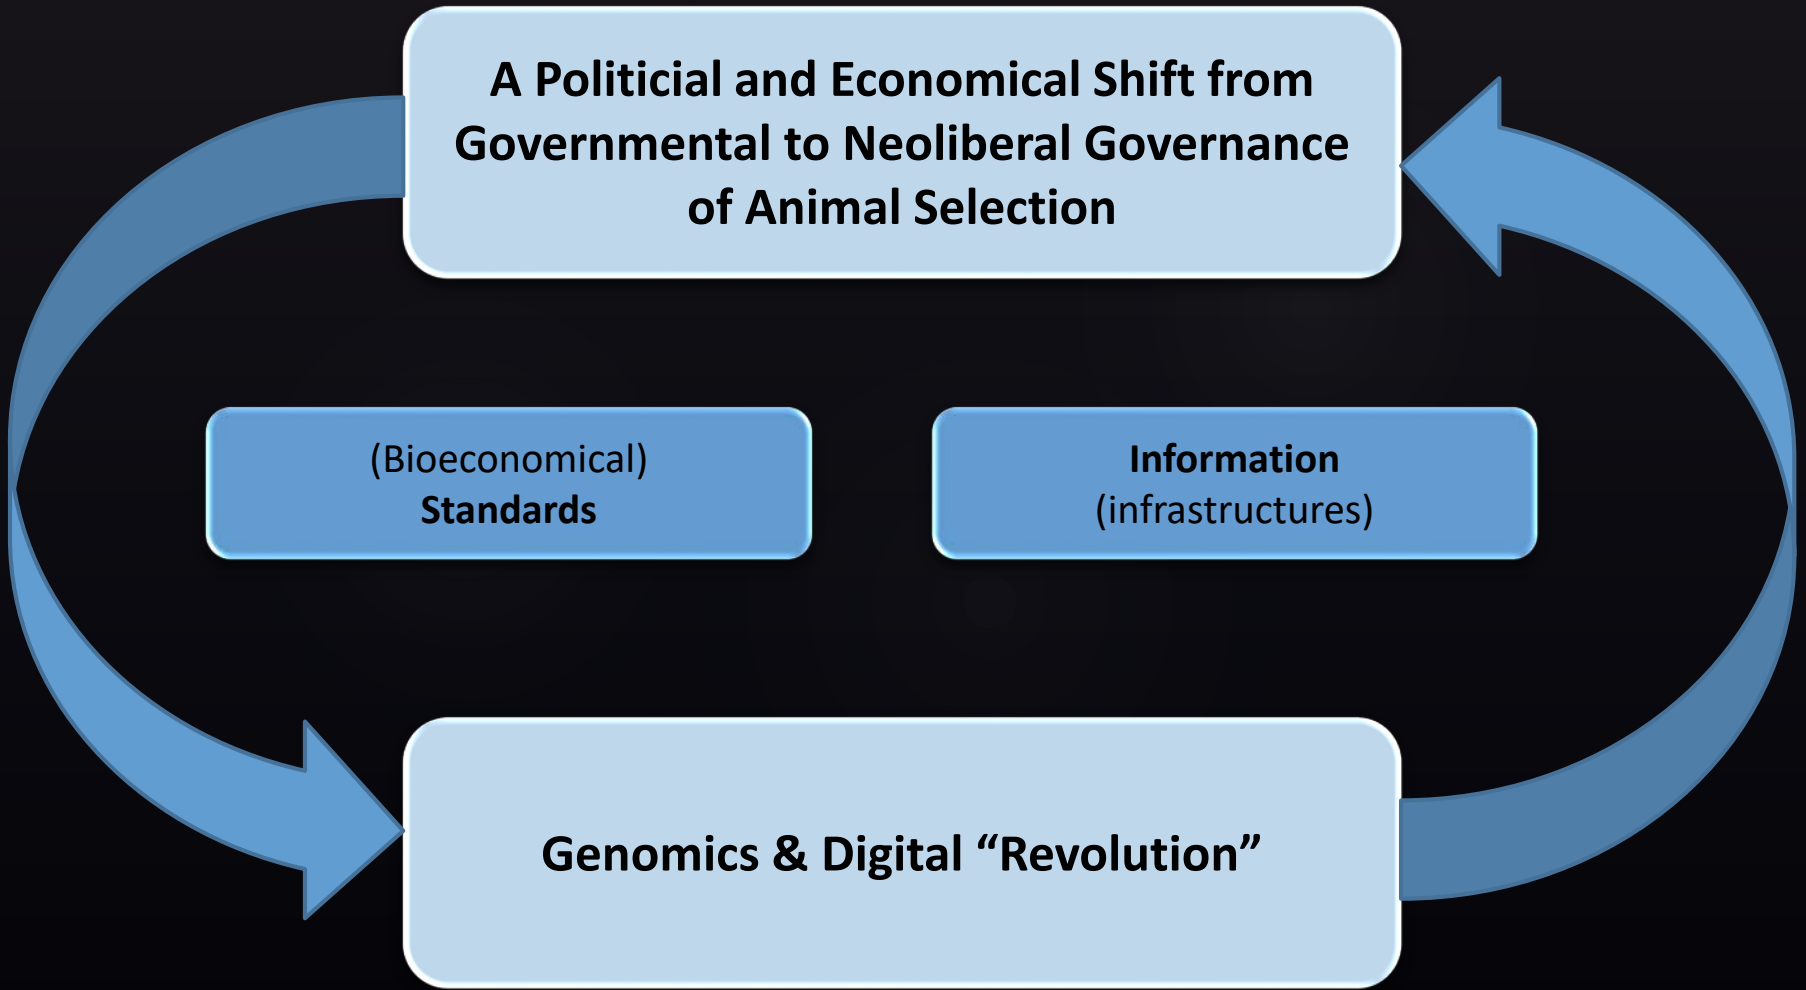 A Politicial and Economical Shift from
Governmental to Neoliberal Governance
of Animal Selection
(Bioeconomical)
Standards
Information
(infrastructures)
Genomics & Digital “Revolution”